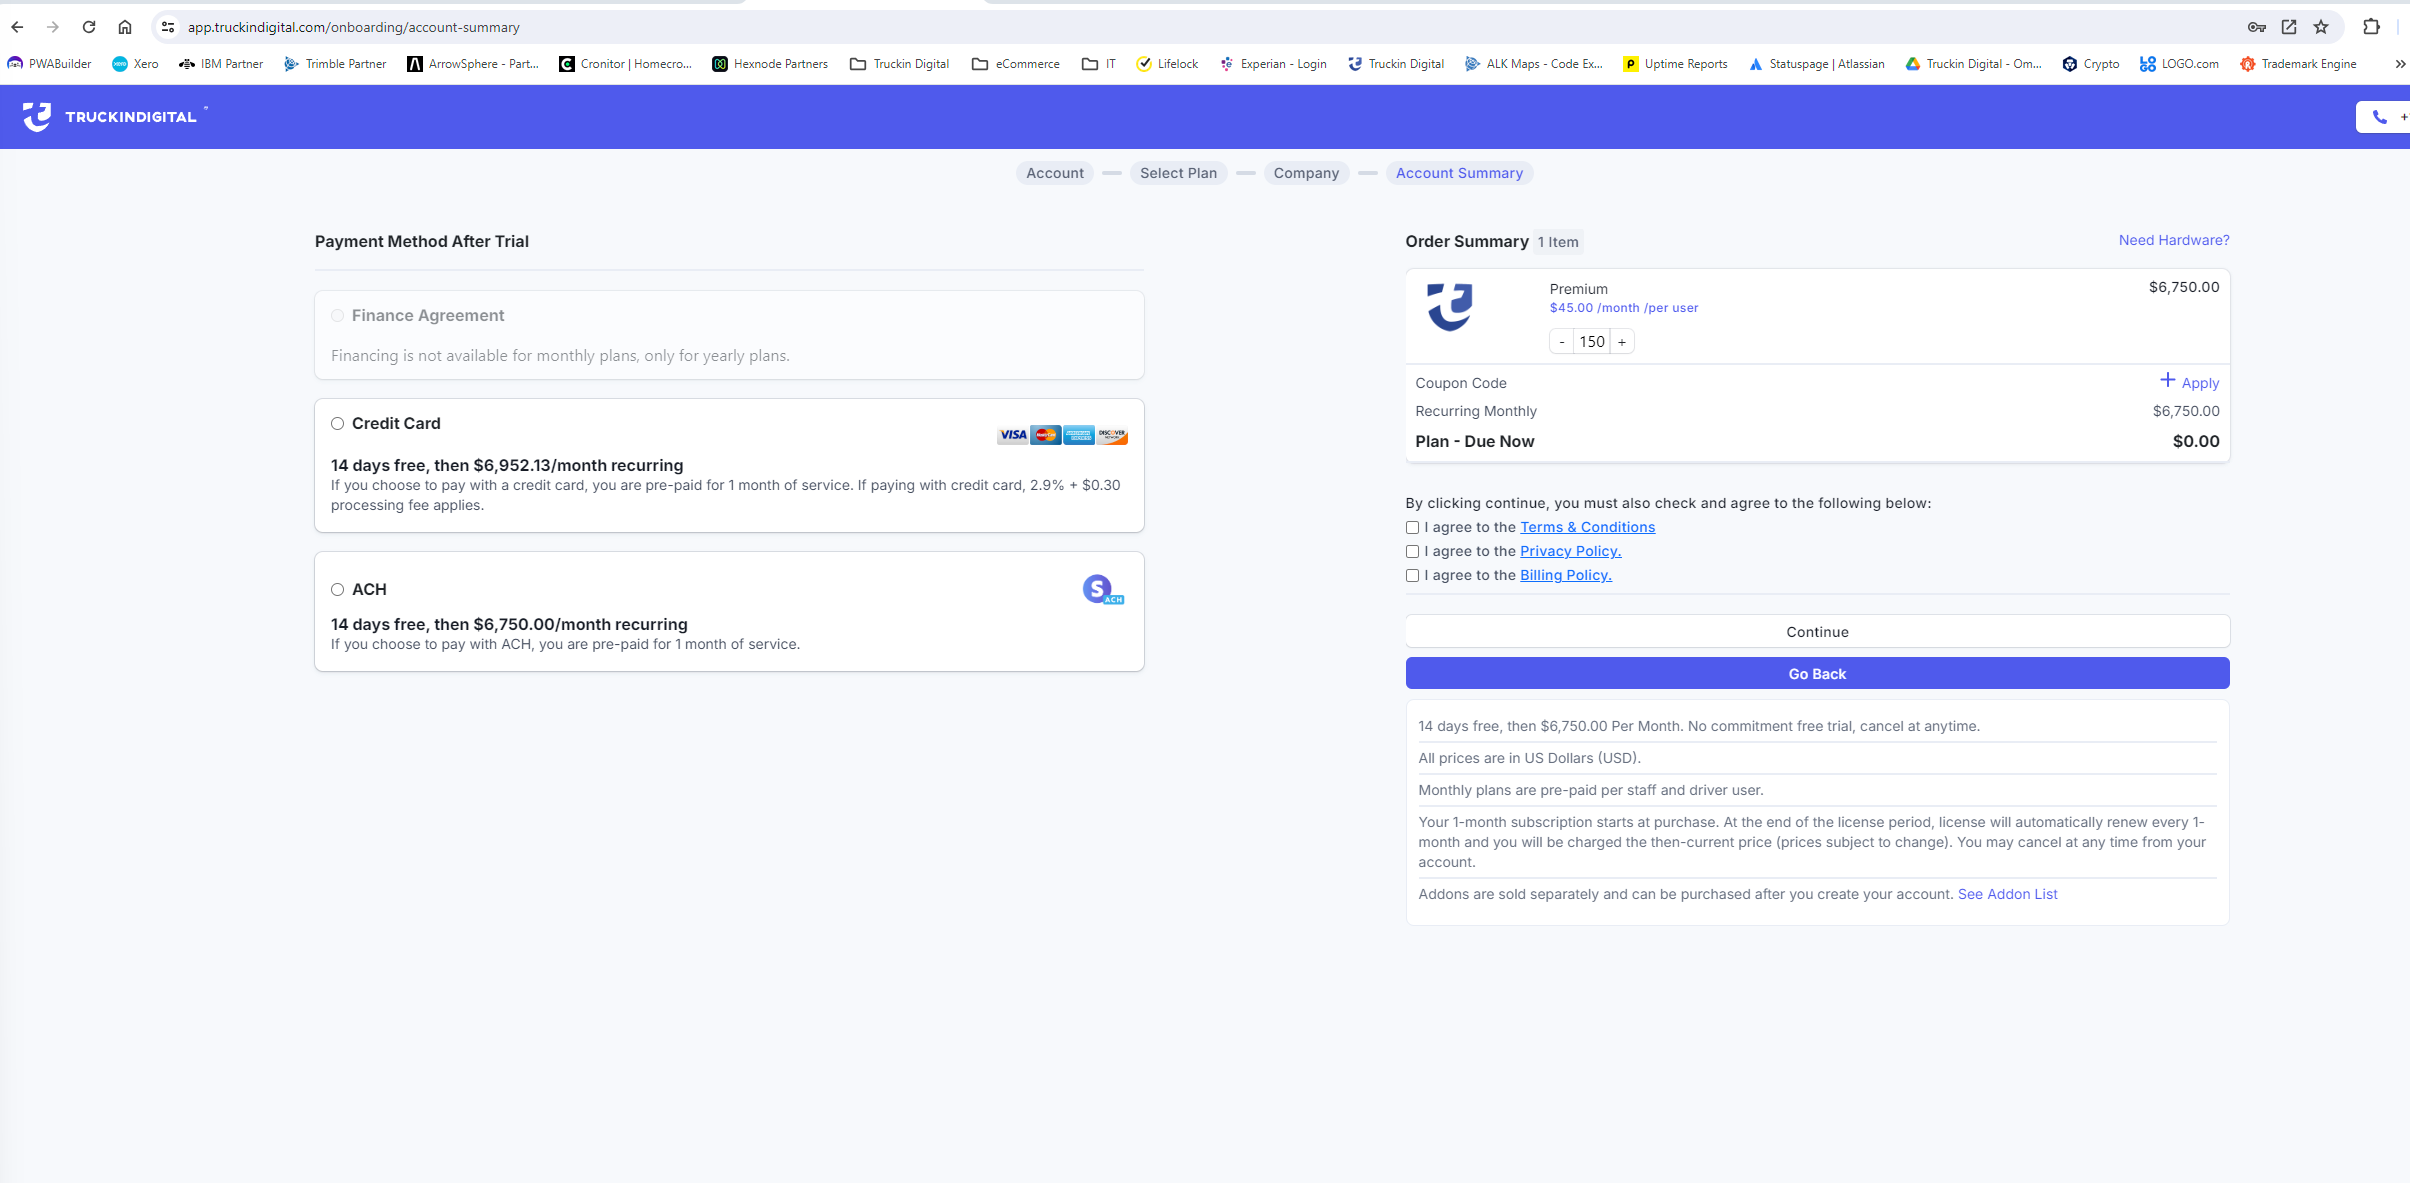 app.truckindigital.com/onboarding/account-summary
PWABuilder
Xero
IBM Partner
Trimble Partner
ArrowSphere - Part...
Cronitor | Homecro...
Hexnode Partners
Truckin Digital
eCommerce
IT
Lifelock
Experian - Login
Truckin Digital
ALK Maps - Code Ex...
Uptime Reports
Statuspage | Atlassian
Truckin Digital - Om...
Crypto
LOGO.com
Trademark Engine
»
TRUCKINDIGITAL
+
Account
Select Plan
Company
Account Summary
Payment Method After Trial
Finance Agreement
Financing is not available for monthly plans, only for yearly plans.
Credit Card
VISA
MasterCard
AMERICAN EXPRESS
DISCOVER NETWORK
14 days free, then $6,952.13/month recurring
If you choose to pay with a credit card, you are pre-paid for 1 month of service. If paying with credit card, 2.9% + $0.30
processing fee applies.
ACH
S ACH
14 days free, then $6,750.00/month recurring
If you choose to pay with ACH, you are pre-paid for 1 month of service.
Order Summary 1 Item
Need Hardware?
Premium
$6,750.00
$45.00 /month /per user
- 150 +
Coupon Code
+ Apply
Recurring Monthly
$6,750.00
Plan - Due Now
$0.00
By clicking continue, you must also check and agree to the following below:
I agree to the Terms & Conditions
I agree to the Privacy Policy.
I agree to the Billing Policy.
Continue
Go Back
14 days free, then $6,750.00 Per Month. No commitment free trial, cancel at anytime.
All prices are in US Dollars (USD).
Monthly plans are pre-paid per staff and driver user.
Your 1-month subscription starts at purchase. At the end of the license period, license will automatically renew every 1-
month and you will be charged the then-current price (prices subject to change). You may cancel at any time from your
account.
Addons are sold separately and can be purchased after you create your account. See Addon List